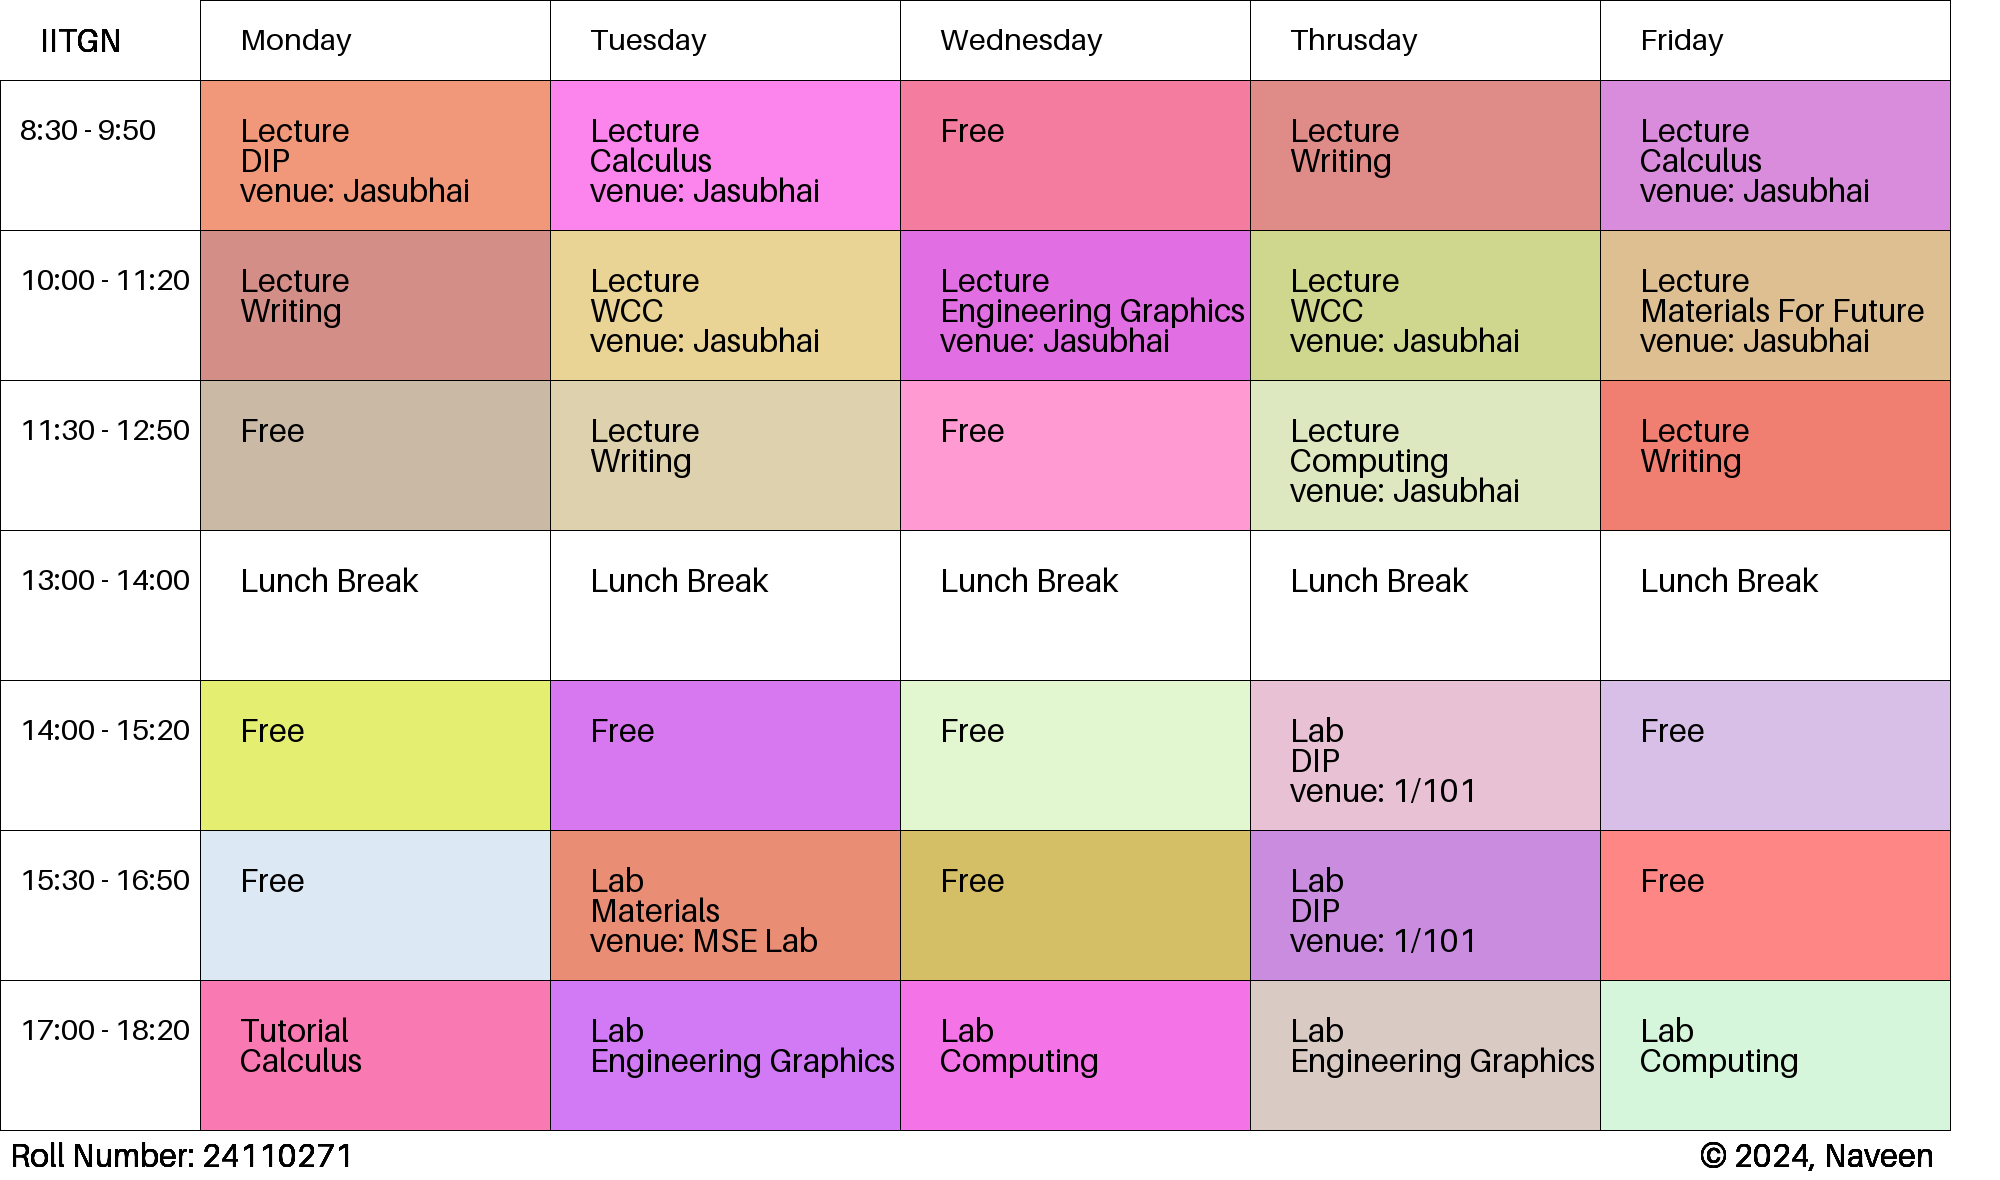 IITGN Monday Tuesday Wednesday Thrusday Friday
8:30 - 9:50
Lecture
DIP
venue: Jasubhai
Lecture
Calculus
venue: Jasubhai
Free
Lecture
Writing
Lecture
Calculus
venue: Jasubhai
10:00 - 11:20
Lecture
Writing
Lecture
WCC
venue: Jasubhai
Lecture
Engineering Graphics
venue: Jasubhai
Lecture
WCC
venue: Jasubhai
Lecture
Materials For Future
venue: Jasubhai
11:30 - 12:50
Free
Lecture
Writing
Free
Lecture
Computing
venue: Jasubhai
Lecture
Writing
13:00 - 14:00
Lunch Break
Lunch Break
Lunch Break
Lunch Break
Lunch Break
14:00 - 15:20
Free
Free
Free
Lab
DIP
venue: 1/101
Free
15:30 - 16:50
Free
Lab
Materials
venue: MSE Lab
Free
Lab
DIP
venue: 1/101
Free
17:00 - 18:20
Tutorial
Calculus
Lab
Engineering Graphics
Lab
Computing
Lab
Engineering Graphics
Lab
Computing
Roll Number: 24110271
© 2024, Naveen